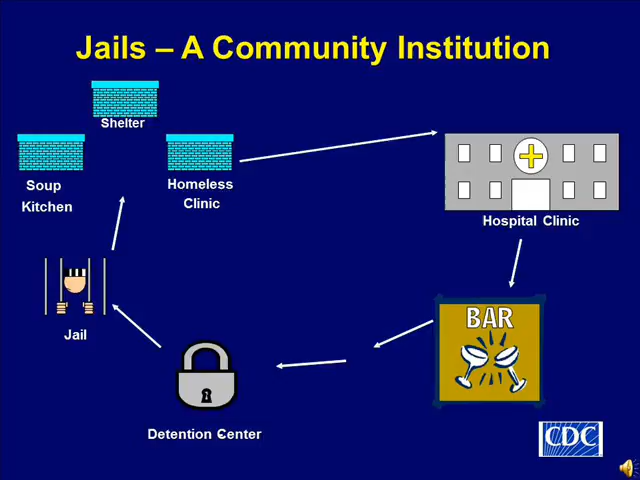 Jails – A Community Institution
Shelter
Soup
Kitchen
Homeless
Clinic
Hospital Clinic
Jail
BAR
Detention Center
CDC